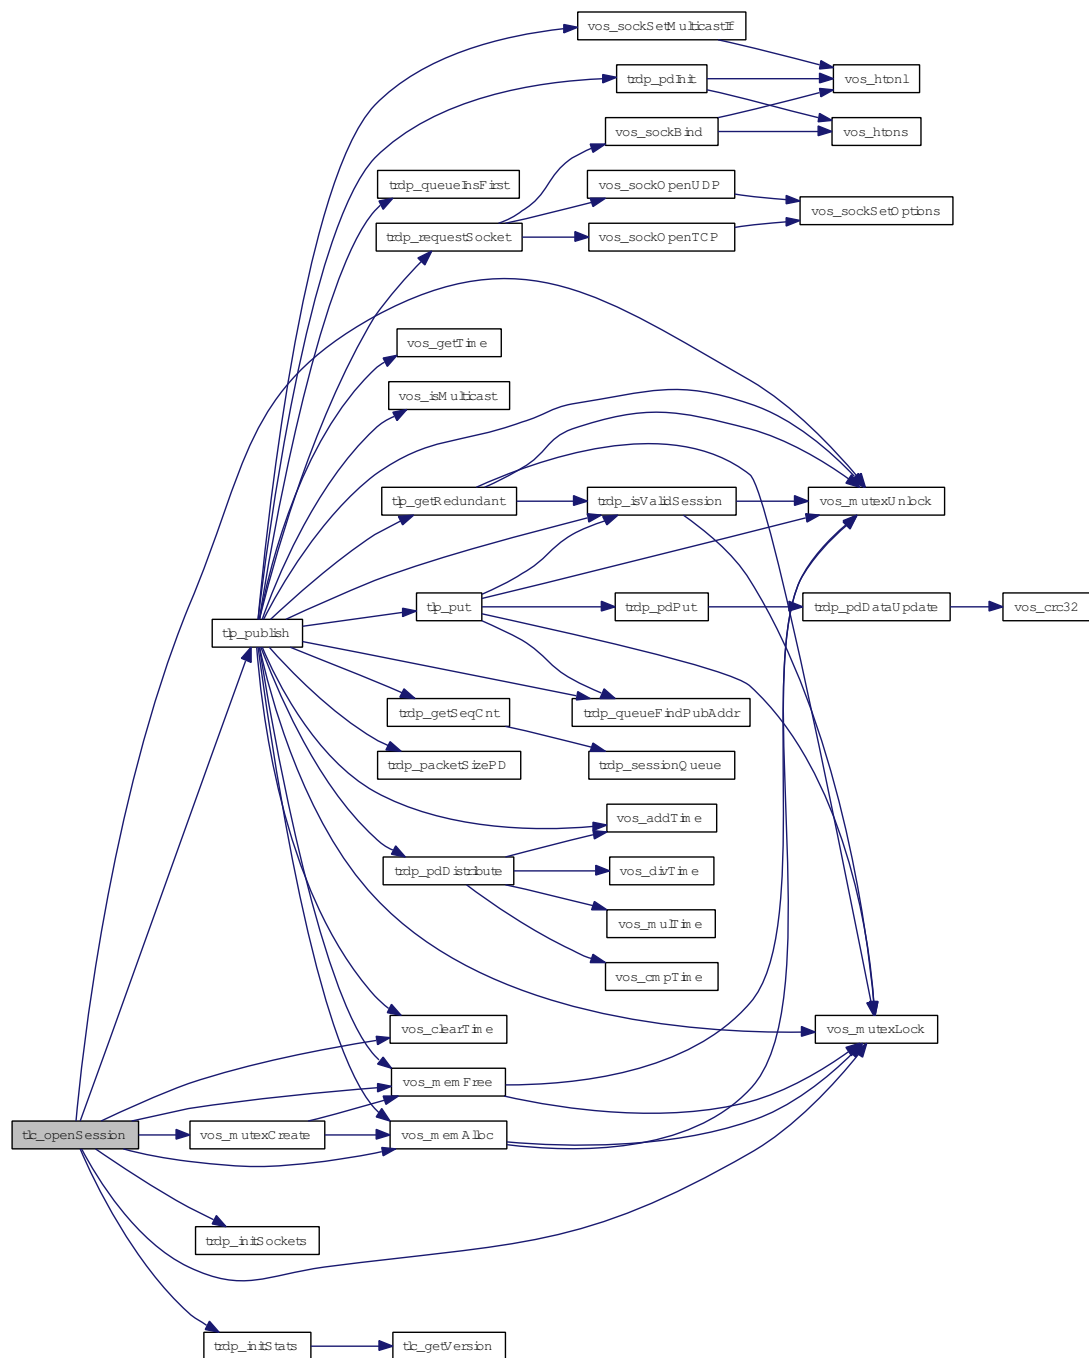 vos_sockSetMulticastIf
trdp_pdInit
vos_htonl
vos_sockBind
vos_htons
trdp_queueInsFirst
vos_sockOpenUDP
vos_sockSetOptions
trdp_requestSocket
vos_sockOpenTCP
vos_getTime
vos_isMulticast
tlp_getRedundant
trdp_isValidSession
vos_mutexUnlock
tlp_put
trdp_pdPut
trdp_pdDataUpdate
vos_crc32
tlp_publish
trdp_getSeqCnt
trdp_queueFindPubAddr
trdp_packetSizePD
trdp_sessionQueue
vos_addTime
trdp_pdDistribute
vos_divTime
vos_mulTime
vos_cmpTime
vos_clearTime
vos_mutexLock
vos_memFree
tlc_openSession
vos_mutexCreate
vos_memAlloc
trdp_initSockets
trdp_initStats
tlc_getVersion